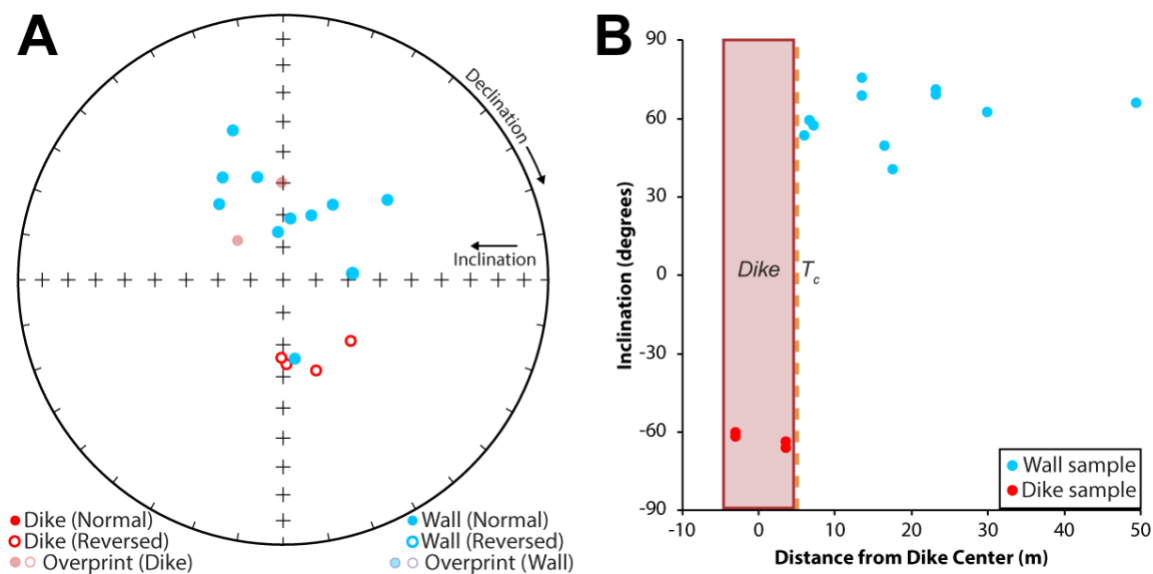 A
Declination
Inclination
Dike (Normal)
Dike (Reversed)
Overprint (Dike)
Wall (Normal)
Wall (Reversed)
Overprint (Wall)
B
Inclination (degrees)
90
60
30
0
-30
-60
-90
Dike
Tc
Wall sample
Dike sample
-10
0
10
20
30
40
50
Distance from Dike Center (m)